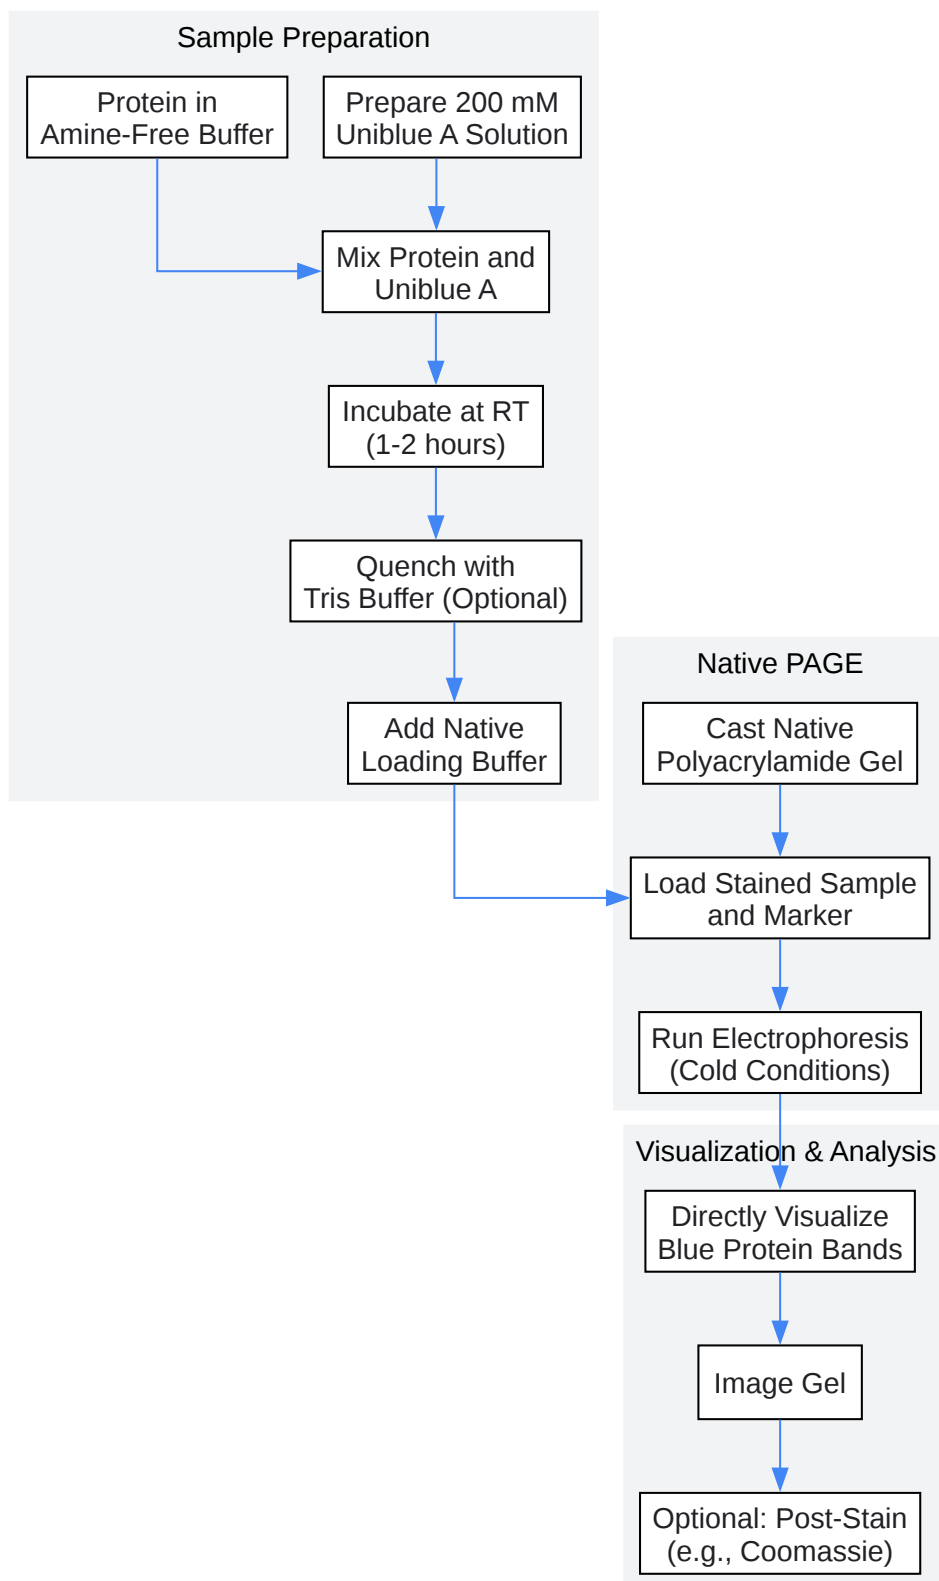 Sample Preparation
Protein in
Amine-Free Buffer
Prepare 200 mM
Uniblue A Solution
Mix Protein and
Uniblue A
Incubate at RT
(1-2 hours)
Quench with
Tris Buffer (Optional)
Add Native
Loading Buffer
Native PAGE
Cast Native
Polyacrylamide Gel
Load Stained Sample
and Marker
Run Electrophoresis
(Cold Conditions)
Visualization & Analysis
Directly Visualize
Blue Protein Bands
Image Gel
Optional: Post-Stain
(e.g., Coomassie)